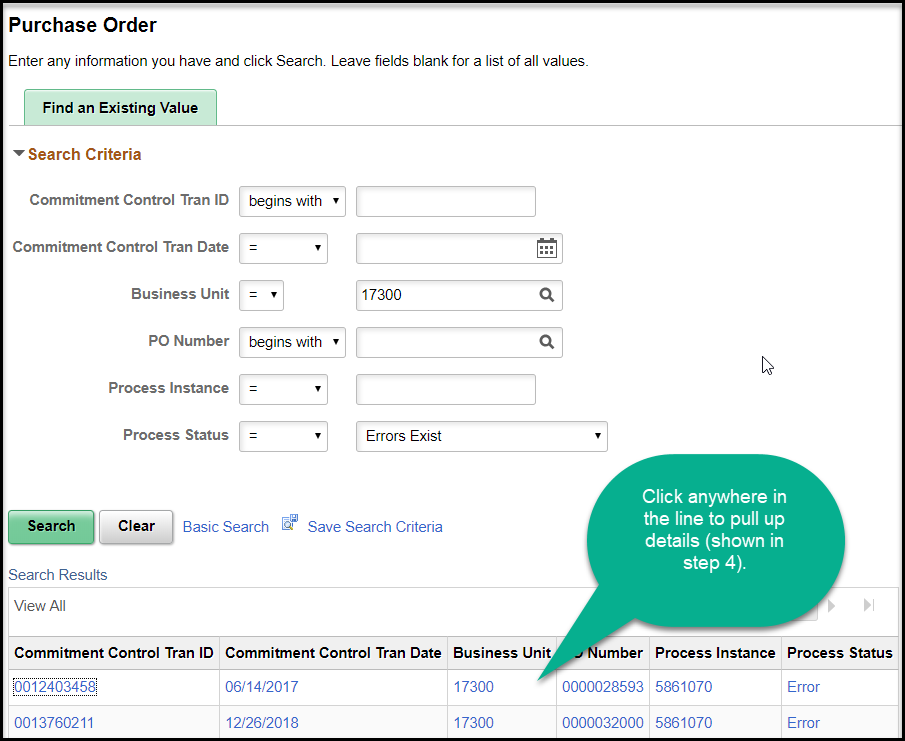 Purchase Order
Enter any information you have and click Search. Leave fields blank for a list of all values.
Find an Existing Value
Search Criteria
Commitment Control Tran ID begins with
Commitment Control Tran Date =
Business Unit = 17300
PO Number begins with
Process Instance =
Process Status = Errors Exist
Click anywhere in
the line to pull up
details (shown in
step 4).
Search Clear Basic Search Save Search Criteria
Search Results
View All
Commitment Control Tran ID Commitment Control Tran Date Business Unit Number Process Instance Process Status
0012403458 06/14/2017 17300 0000028593 5861070 Error
0013760211 12/26/2018 17300 0000032000 5861070 Error